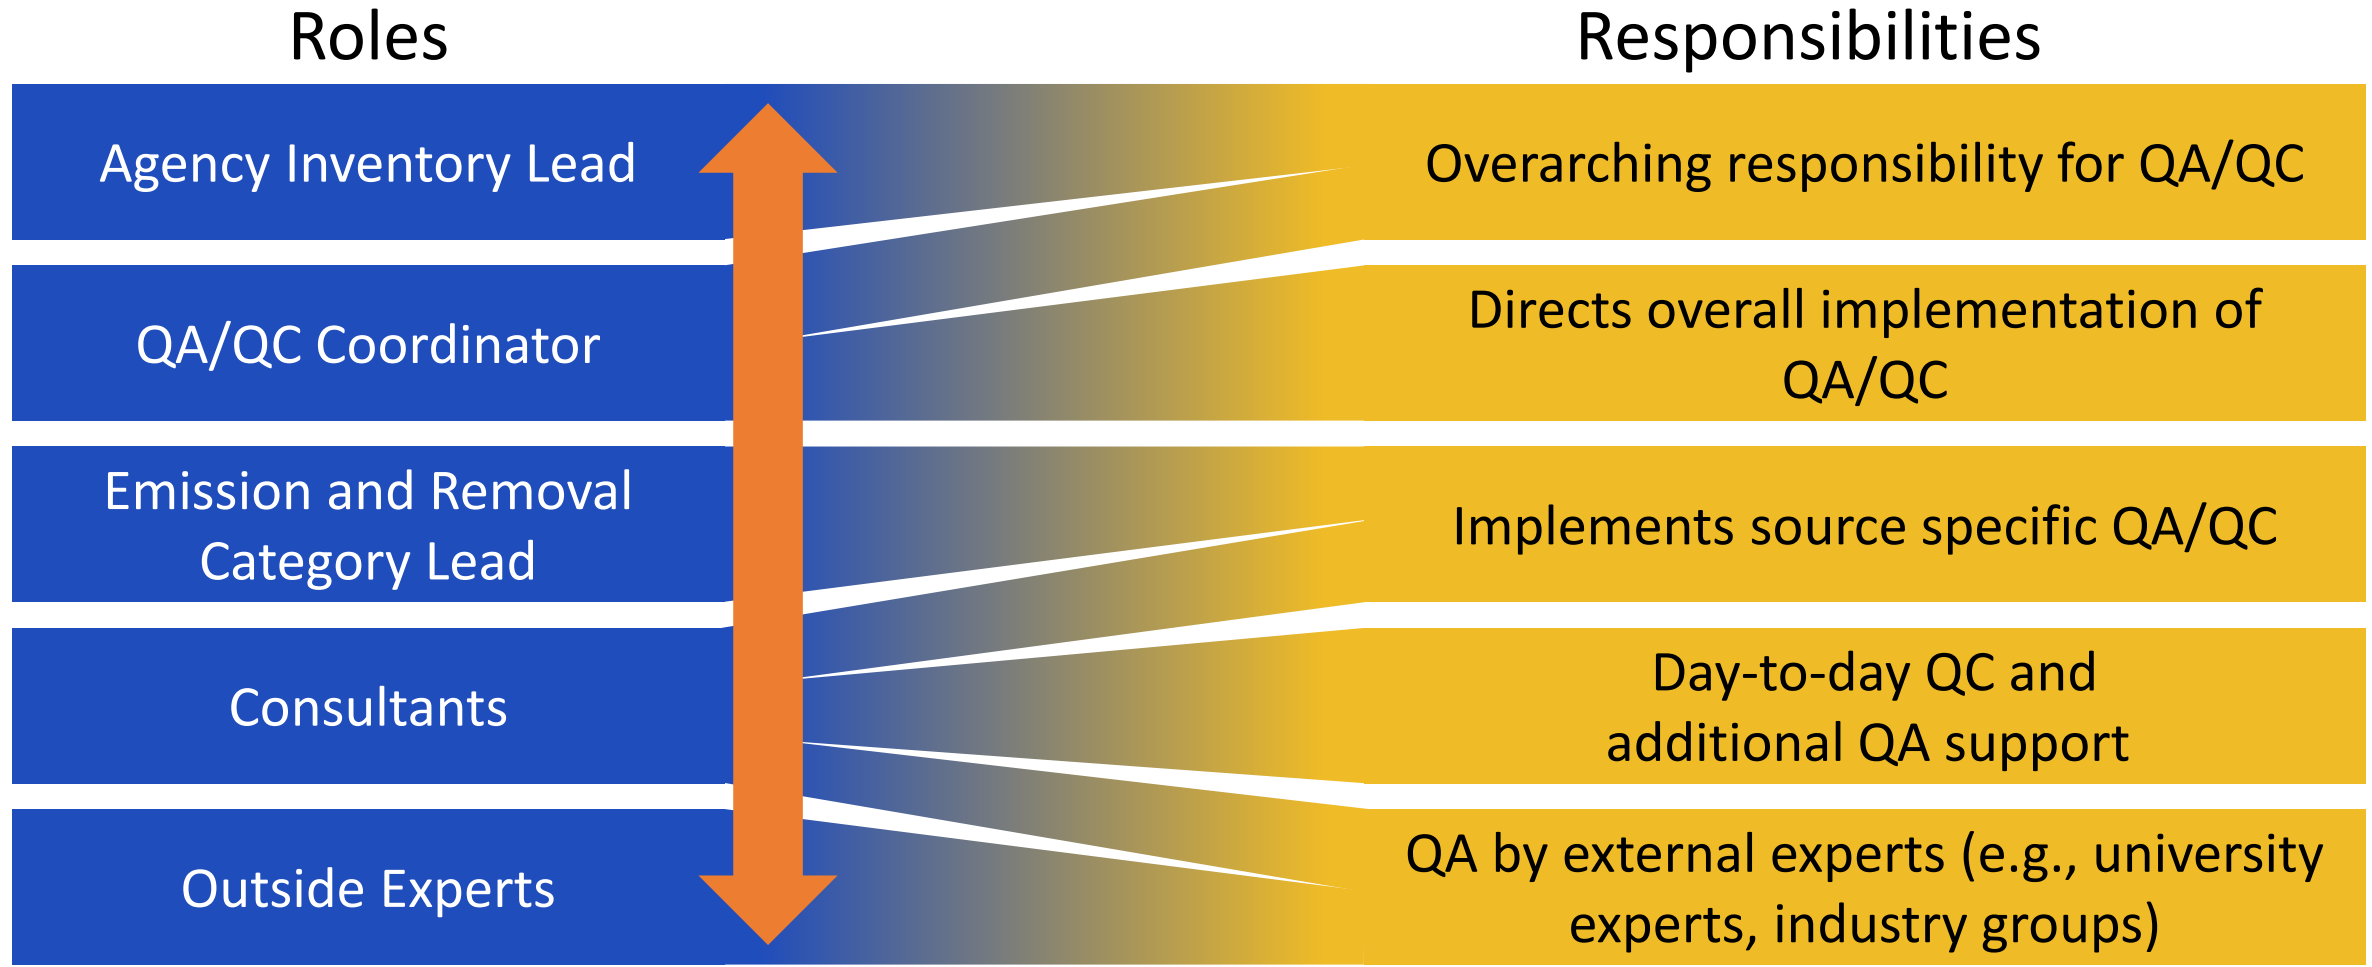 Roles
Responsibilities
Agency Inventory Lead
Overarching responsibility for QA/QC
QA/QC Coordinator
Directs overall implementation of
QA/QC
Emission and Removal
Category Lead
Implements source specific QA/QC
Consultants
Day-to-day QC and
additional QA support
Outside Experts
QA by external experts (e.g., university
experts, industry groups)